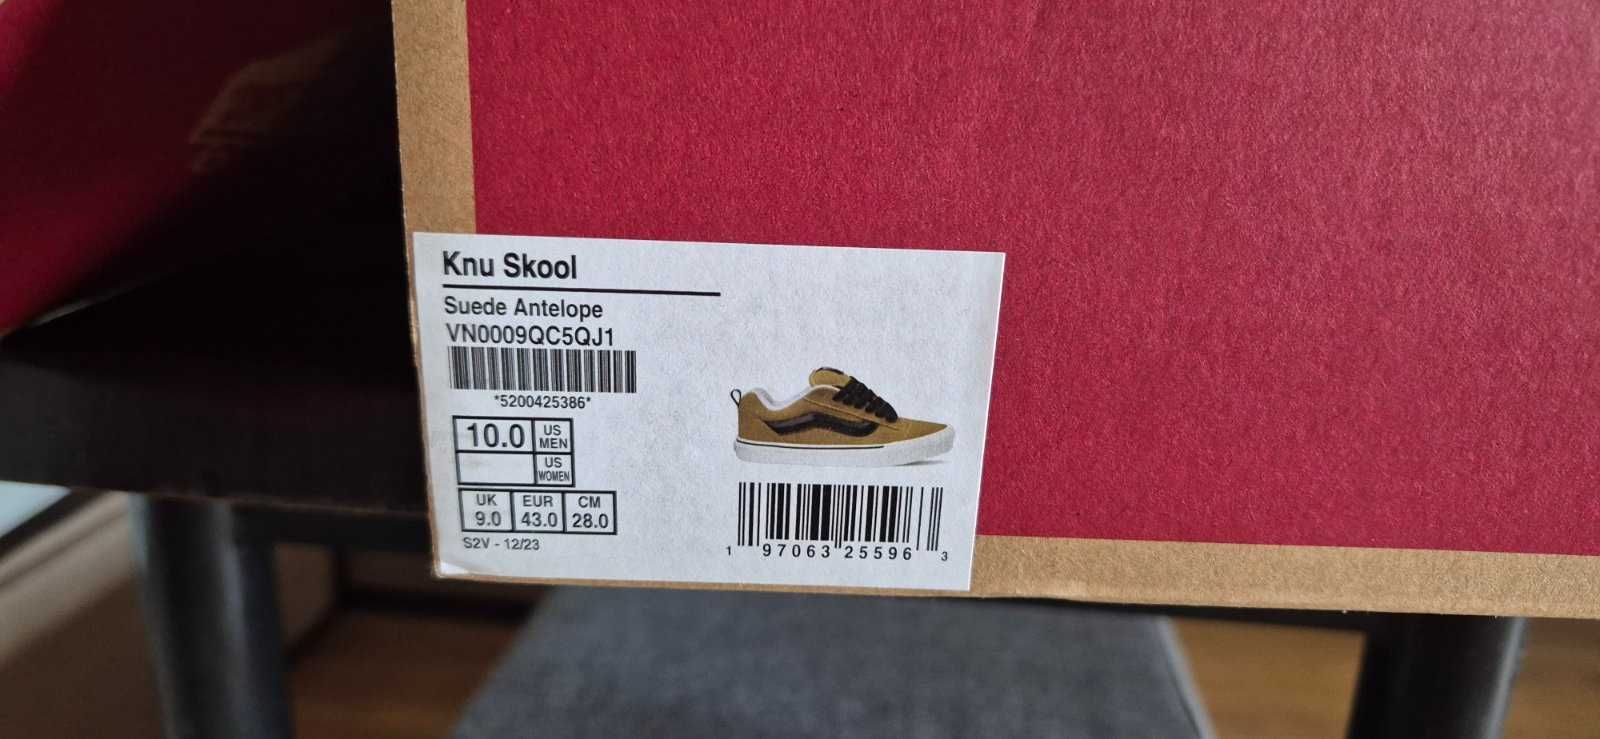 Knu Skool
Suede Antelope
VN0009QC5QJ1
*5200425386*
10.0 US MEN
US WOMEN
UK EUR CM
9.0 43.0 28.0
S2V - 12/23
1 97063 25596 3